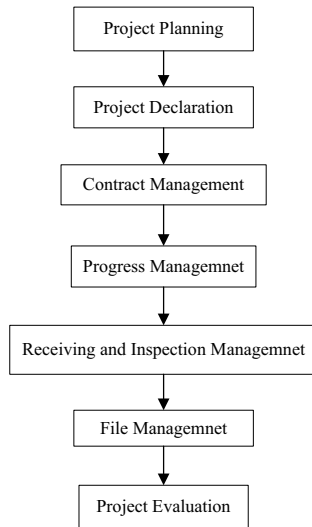 Project Planning
Project Declaration
Contract Management
Progress Managemnet
Receiving and Inspection Managemnet
File Managemnet
Project Evaluation